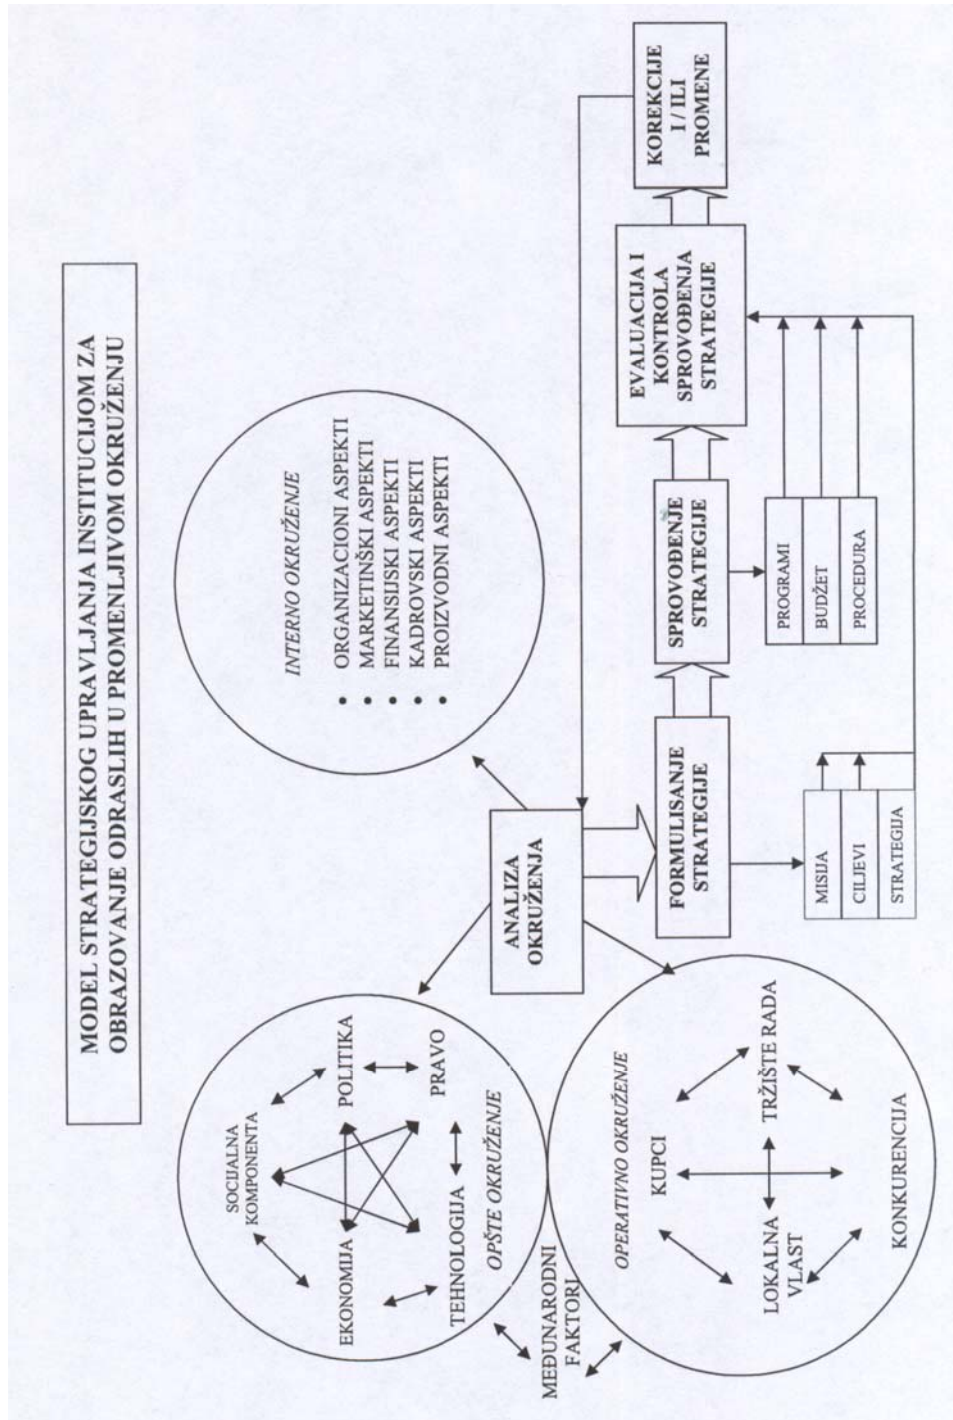 MODEL STRATEGIJSKOG UPRAVLJANJA INSTITUCIJOM ZA
OBRAZOVANJE ODRASLIH U PROMENLJIVOM OKRUŽENJU
SOCIJALNA
KOMPONENTA
EKONOMIJA
POLITIKA
TEHNOLOGIJA
PRAVO
OPŠTE OKRUŽENJE
INTERNO OKRUŽENJE
• ORGANIZACIONI ASPEKTI
• MARKETINŠKI ASPEKTI
• FINANSIJSKI ASPEKTI
• KADROVSKI ASPEKTI
• PROIZVODNI ASPEKTI
ANALIZA
OKRUŽENJA
MEĐUNARODNI
FAKTORI
OPERATIVNO OKRUŽENJE
KUPCI
LOKALNA
VLAST
TRŽIŠTE RADA
KONKURENCIJA
FORMULISANJE
STRATEGIJE
SPROVOĐENJE
STRATEGIJE
EVALUACIJA I
KONTROLA
SPROVOĐENJA
STRATEGIJE
KOREKCIJE
I / ILI
PROMENE
MISIJA
CILJEVI
STRATEGIJA
PROGRAMI
BUDŽET
PROCEDURA